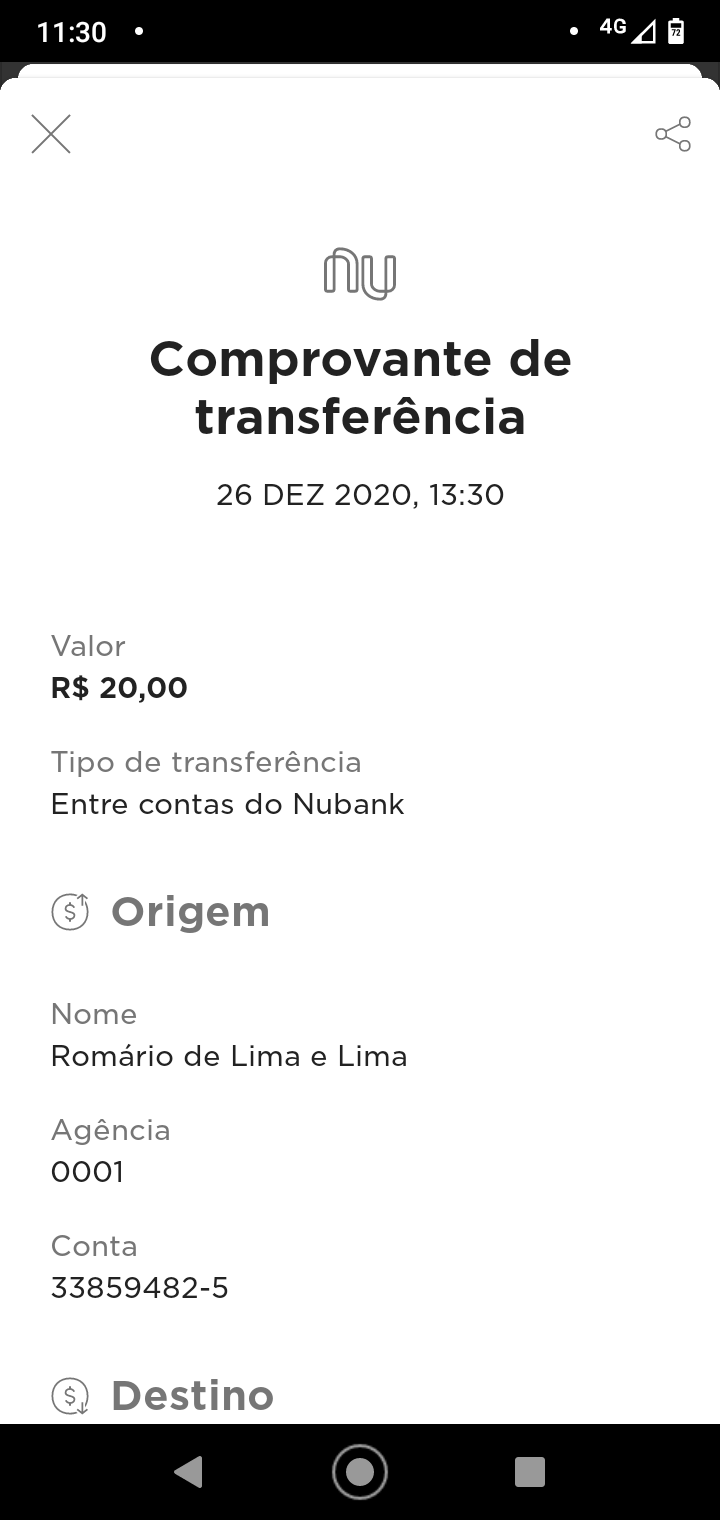 11:30
4G
72
nu
Comprovante de
transferência
26 DEZ 2020, 13:30
Valor
R$ 20,00
Tipo de transferência
Entre contas do Nubank
Origem
Nome
Romário de Lima e Lima
Agência
0001
Conta
33859482-5
Destino